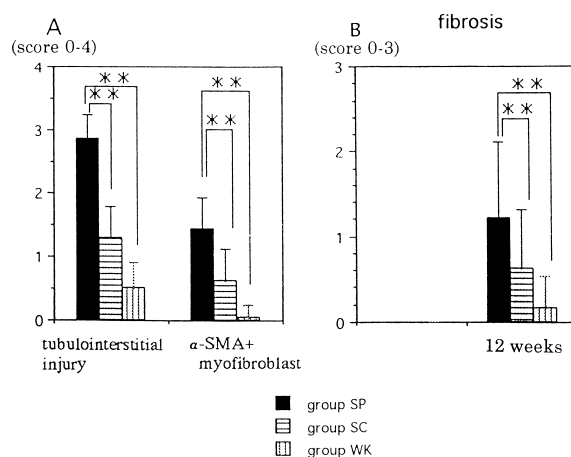 A
(score 0-4)
B
fibrosis
(score 0-3)
4
3
2
1
0
** 
**
**
**
tubulointerstitial
injury
α-SMA+
myofibroblast
3
2
1
0
**
**
12 weeks
group SP
group SC
group WK